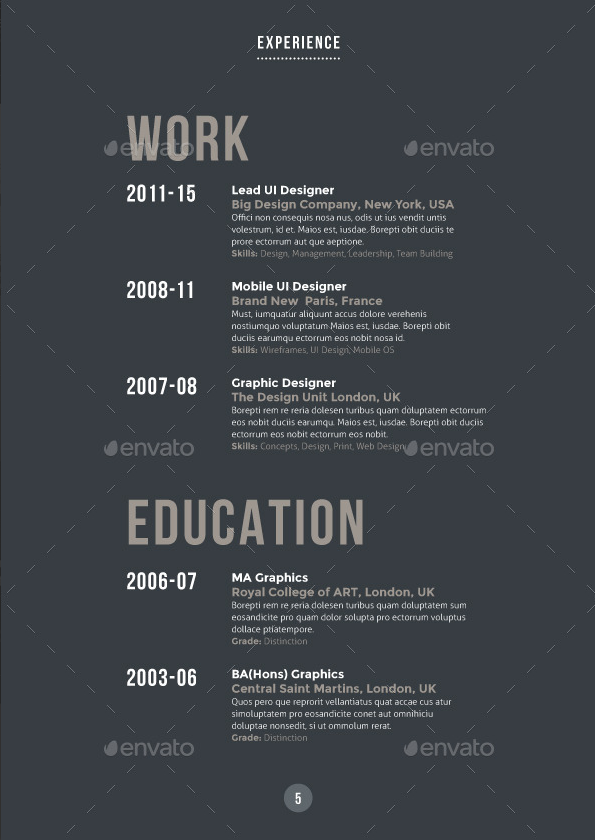 EXPERIENCE
WORK
envato
envato
2011-15
Lead UI Designer
Big Design Company, New York, USA
Offici non consequis nosa nus, odis ut ius vendit untis
volestrum, id et. Maios est, iusdae. Borepti obit duciis te
prore ectorrum aut que aeptione.
Skills: Design, Management, Leadership, Team Building
2008-11
Mobile UI Designer
Brand New Paris, France
Must, iumquatur aliquunt accus dolore verehenis
nostiumquo voluptatum Maios est, iusdae. Borepti obit
duciis earumqu ectorrum eos nobit nosa id.
Skills: Wireframes, UI Design, Mobile OS
2007-08
Graphic Designer
The Design Unit London, UK
Borepti rem re reria dolesen turibus quam doluptatem ectorrum
eos nobit duciis earumqu. Maios est, iusdae. Borepti obit duciis
ectorrum eos nobit ectorrum eos nobit.
Skills: Concepts, Design, Print, Web Design
envato
envato
EDUCATION
2006-07
MA Graphics
Royal College of ART, London, UK
Borepti rem re reria dolesen turibus quam doluptatem sum
eosandicite pro quam dolor solupta pro ectorrum voluptus
dollace ptiatempore.
Grade: Distinction
2003-06
BA(Hons) Graphics
Central Saint Martins, London, UK
Quos pero que reprorit vellantiatus quat accae cus atur
simoluptatem pro eosandicite conet aut omnihiciu
doluptae nonsedit, si ut ommolum rerat.
Grade: Distinction
envato
envato
5